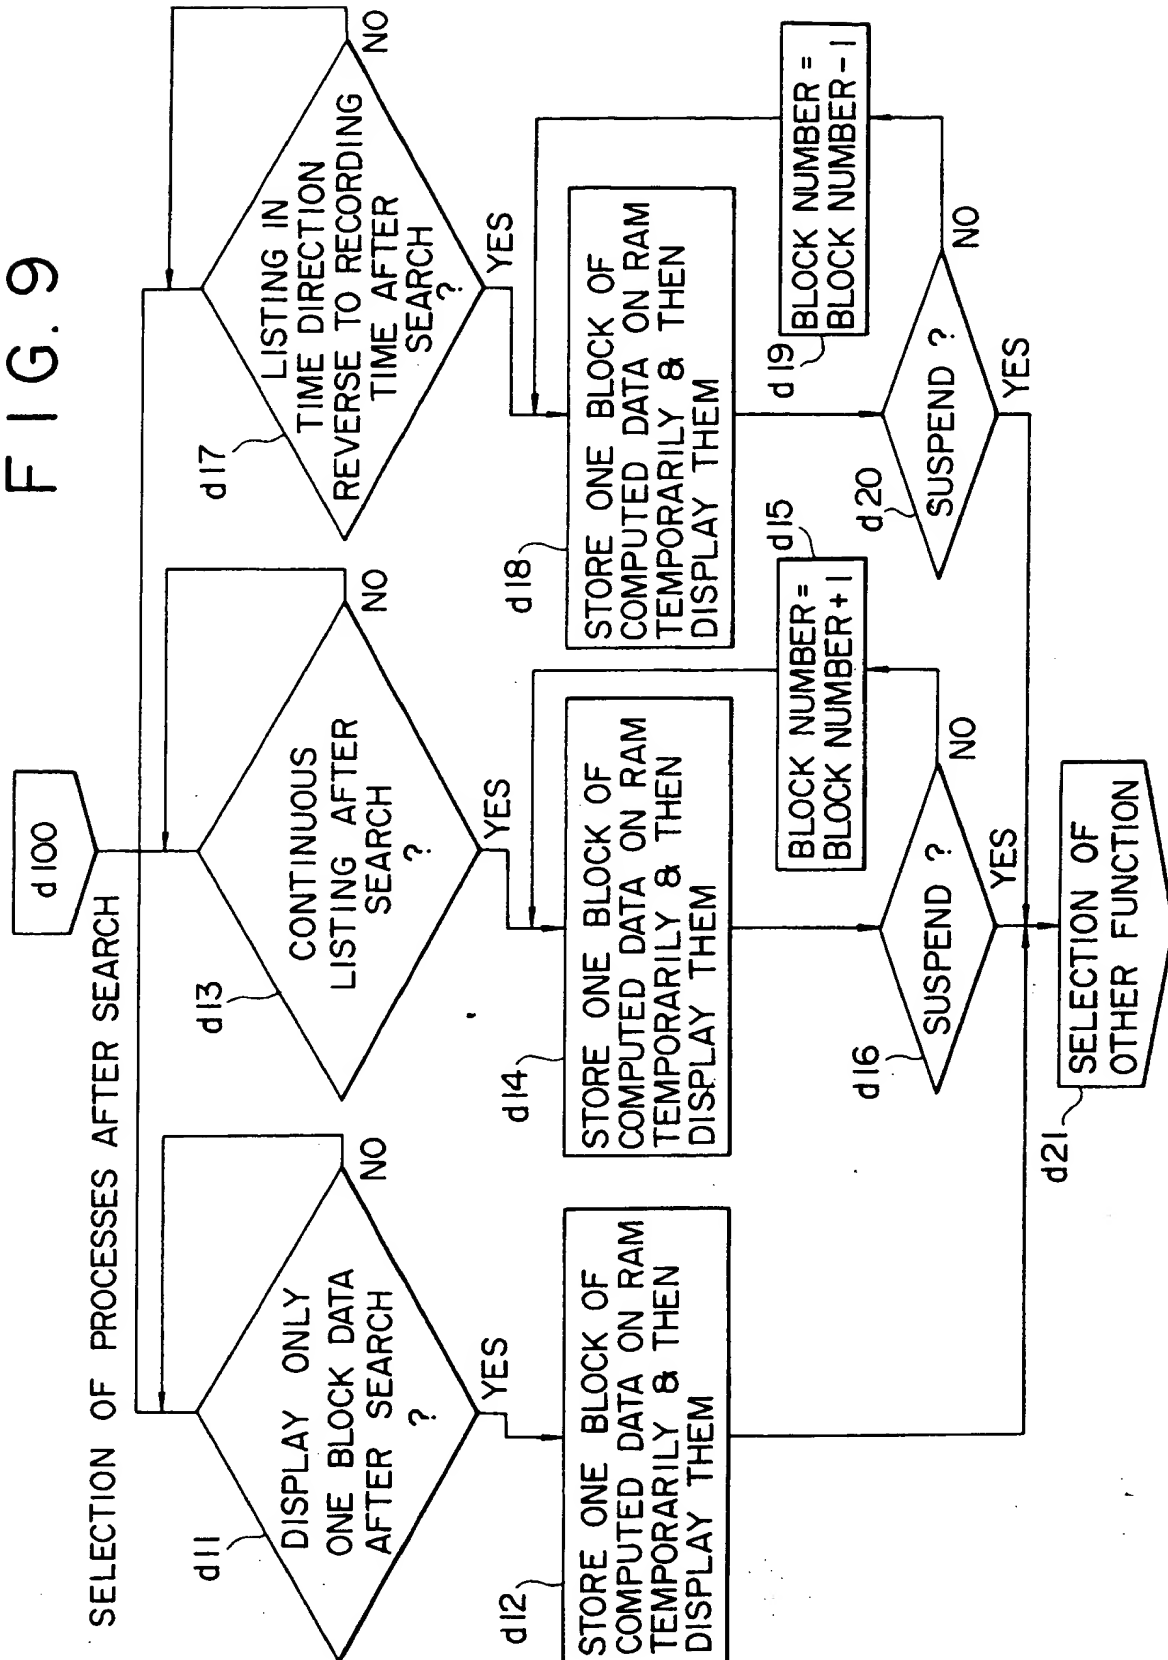 FIG. 9
d100
SELECTION OF PROCESSES AFTER SEARCH
d11
DISPLAY ONLY
ONE BLOCK DATA
AFTER SEARCH
?
NO
YES
d12
STORE ONE BLOCK OF
COMPUTED DATA ON RAM
TEMPORARILY & THEN
DISPLAY THEM
d13
CONTINUOUS
LISTING AFTER
SEARCH
?
NO
YES
d14
STORE ONE BLOCK OF
COMPUTED DATA ON RAM
TEMPORARILY & THEN
DISPLAY THEM
d15
BLOCK NUMBER =
BLOCK NUMBER+1
d16
SUSPEND ?
NO
YES
d17
LISTING IN
TIME DIRECTION
REVERSE TO RECORDING
TIME AFTER
SEARCH
?
NO
YES
d18
STORE ONE BLOCK OF
COMPUTED DATA ON RAM
TEMPORARILY & THEN
DISPLAY THEM
d19
BLOCK NUMBER =
BLOCK NUMBER-1
d20
SUSPEND ?
NO
YES
d21
SELECTION OF
OTHER FUNCTION